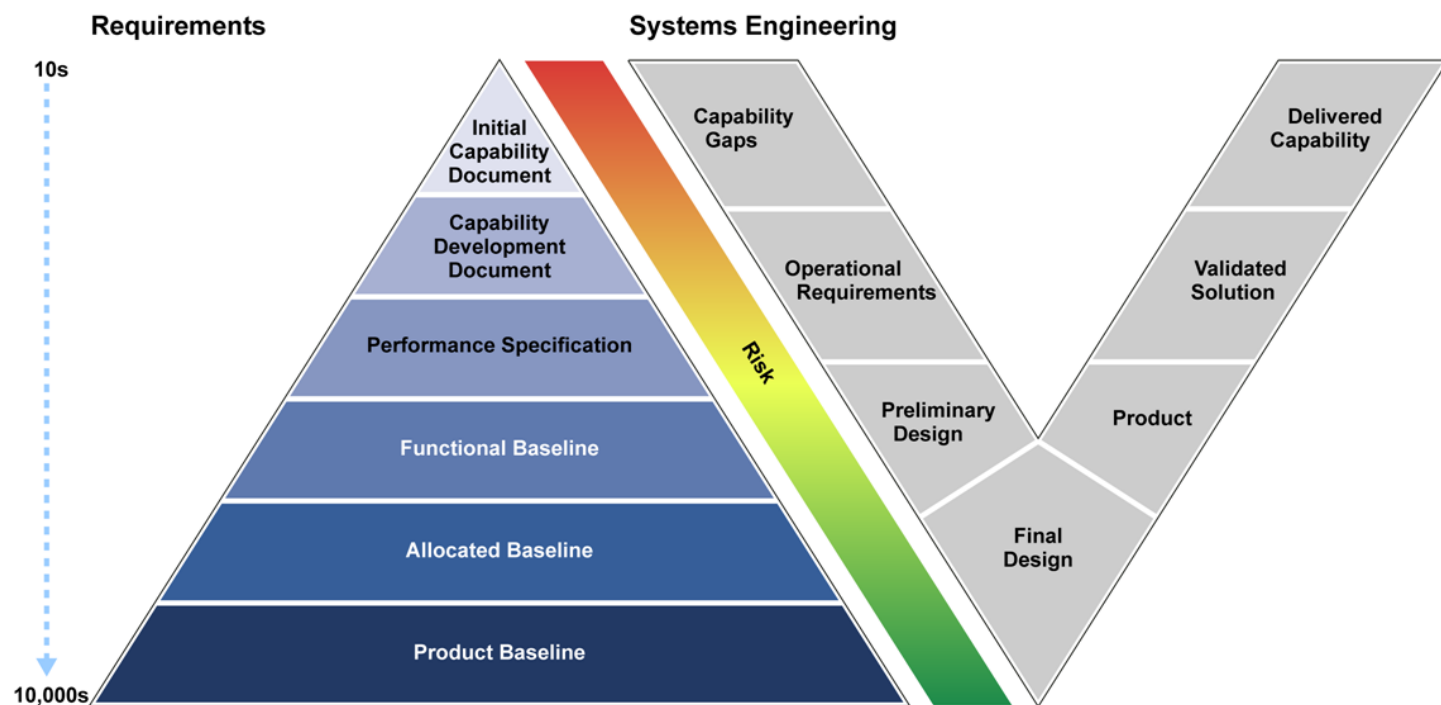 Requirements
Systems Engineering
10s
10,000s
Initial
Capability
Document
Capability
Development
Document
Performance Specification
Functional Baseline
Allocated Baseline
Product Baseline
Risk
Capability
Gaps
Operational
Requirements
Preliminary
Design
Final
Design
Product
Validated
Solution
Delivered
Capability